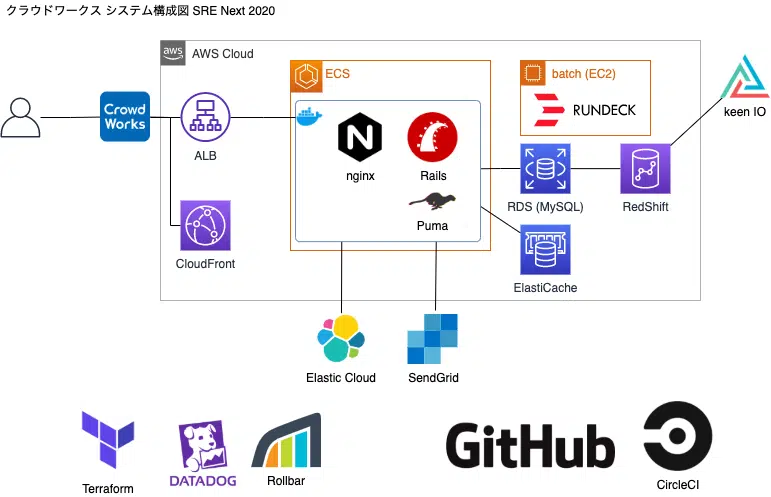 クラウドワークス システム構成図 SRE Next 2020
aws
AWS Cloud
ECS
batch (EC2)
RUNDECK
keen IO
Crowd
Works
ALB
N
nginx
Rails
Puma
RDS (MySQL)
RedShift
CloudFront
ElastiCache
Elastic Cloud
SendGrid
Terraform
DATADOG
Rollbar
GitHub
CircleCI